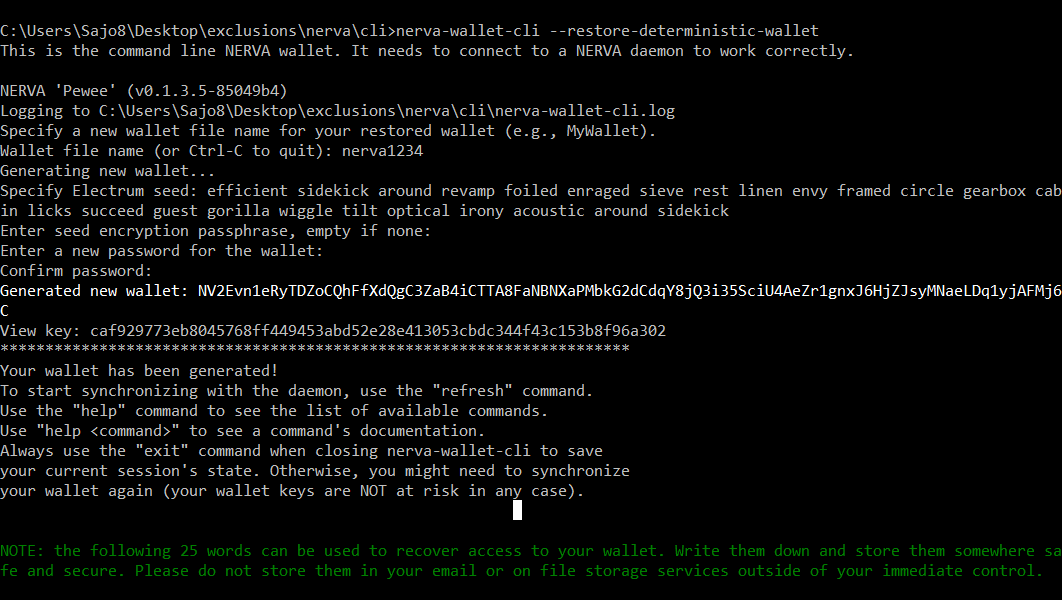 C:\Users\Sajo8\Desktop\exclusions\nerva\cli>nerva-wallet-cli --restore-deterministic-wallet
This is the command line NERVA wallet. It needs to connect to a NERVA daemon to work correctly.
NERVA 'Pewee' (v0.1.3.5-85049b4)
Logging to C:\Users\Sajo8\Desktop\exclusions\nerva\cli\nerva-wallet-cli.log
Specify a new wallet file name for your restored wallet (e.g., MyWallet).
Wallet file name (or Ctrl-C to quit): nerva1234
Generating new wallet...
Specify Electrum seed: efficient sidekick around revamp foiled enraged sieve rest linen envy framed circle gearbox cab
in licks succeed guest gorilla wiggle tilt optical irony acoustic around sidekick
Enter seed encryption passphrase, empty if none:
Enter a new password for the wallet:
Confirm password:
Generated new wallet: NV2Evn1eRyTDZoCQhFfXdQgC3ZaB4iCTTA8FaNBNXaPMbkG2dCdqY8jQ3i35SciU4AeZr1gnxJ6HjZJsyMNaeLDq1yjAFMj6
C
View key: caf929773eb8045768ff449453abd52e28e413053cbdc344f43c153b8f96a302
**********************************************************************
Your wallet has been generated!
To start synchronizing with the daemon, use the "refresh" command.
Use the "help" command to see the list of available commands.
Use "help <command>" to see a command's documentation.
Always use the "exit" command when closing nerva-wallet-cli to save
your current session's state. Otherwise, you might need to synchronize
your wallet again (your wallet keys are NOT at risk in any case).
NOTE: the following 25 words can be used to recover access to your wallet. Write them down and store them somewhere sa
fe and secure. Please do not store them in your email or on file storage services outside of your immediate control.